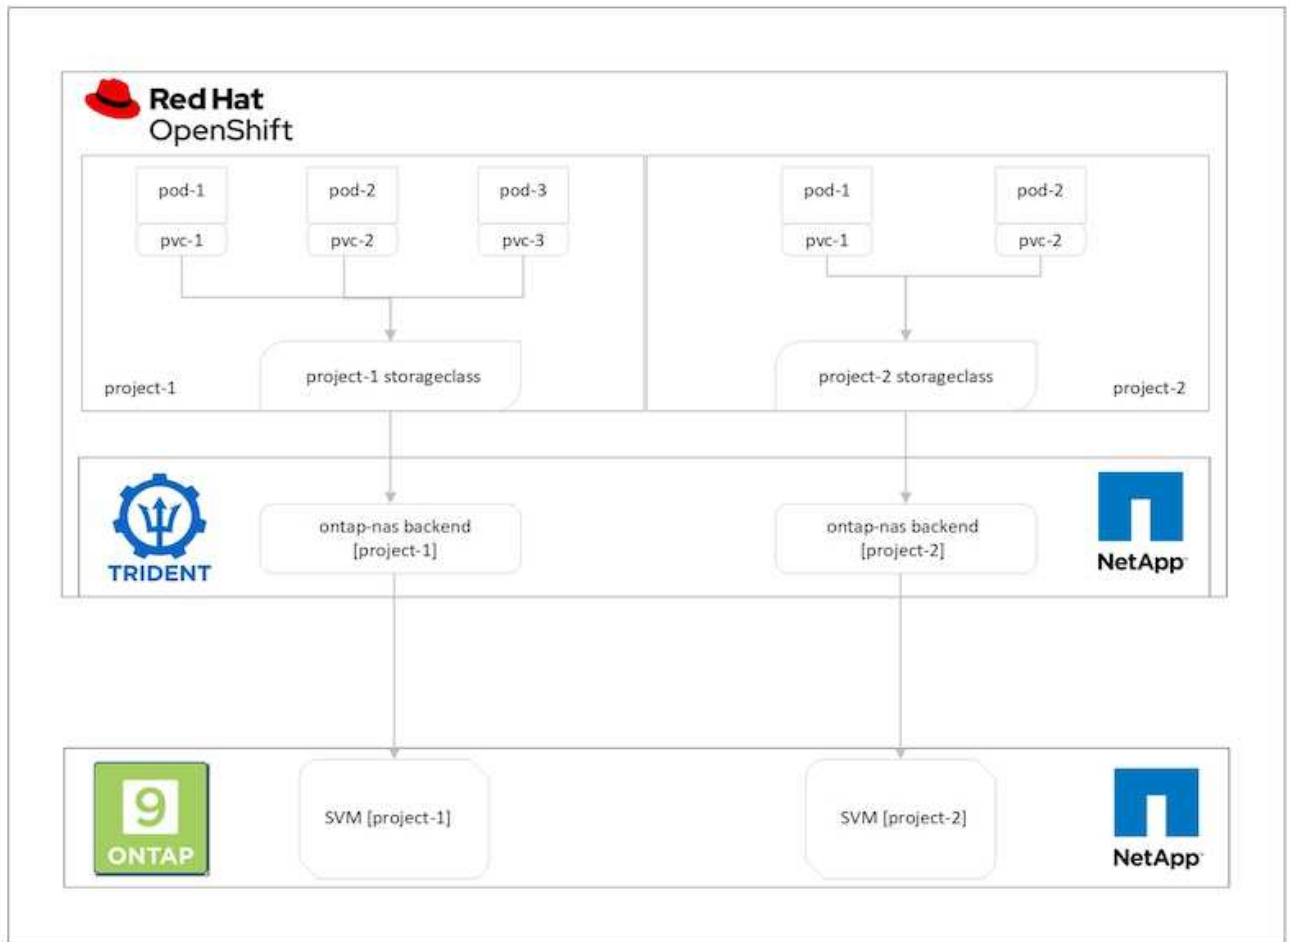 Red Hat
OpenShift
pod-1
pod-2
pod-3
pvc-1
pvc-2
pvc-3
project-1 storageclass
project-1
pod-1
pod-2
pvc-1
pvc-2
project-2 storageclass
project-2
TRIDENT
ontap-nas backend
[project-1]
ontap-nas backend
[project-2]
NetApp
9
ONTAP
SVM [project-1]
SVM [project-2]
NetApp